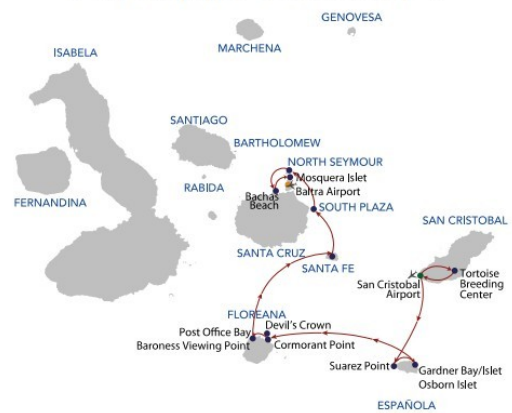 GENOVESA
MARCHENA
ISABELA
SANTIAGO
BARTHOLOMEW
NORTH SEYMOUR
Mosquera Islet
RABIDA
Baltra Airport
Bachas
Beach
FERNANDINA
SOUTH PLAZA
SAN CRISTOBAL
SANTA CRUZ
SANTA FE
San Cristobal
Airport
Tortoise
Breeding
Center
FLOREANA
Devil's Crown
Post Office Bay
Baroness Viewing Point
Cormorant Point
Suarez Point
Gardner Bay/Islet
Osborn Islet
ESPAÑOLA